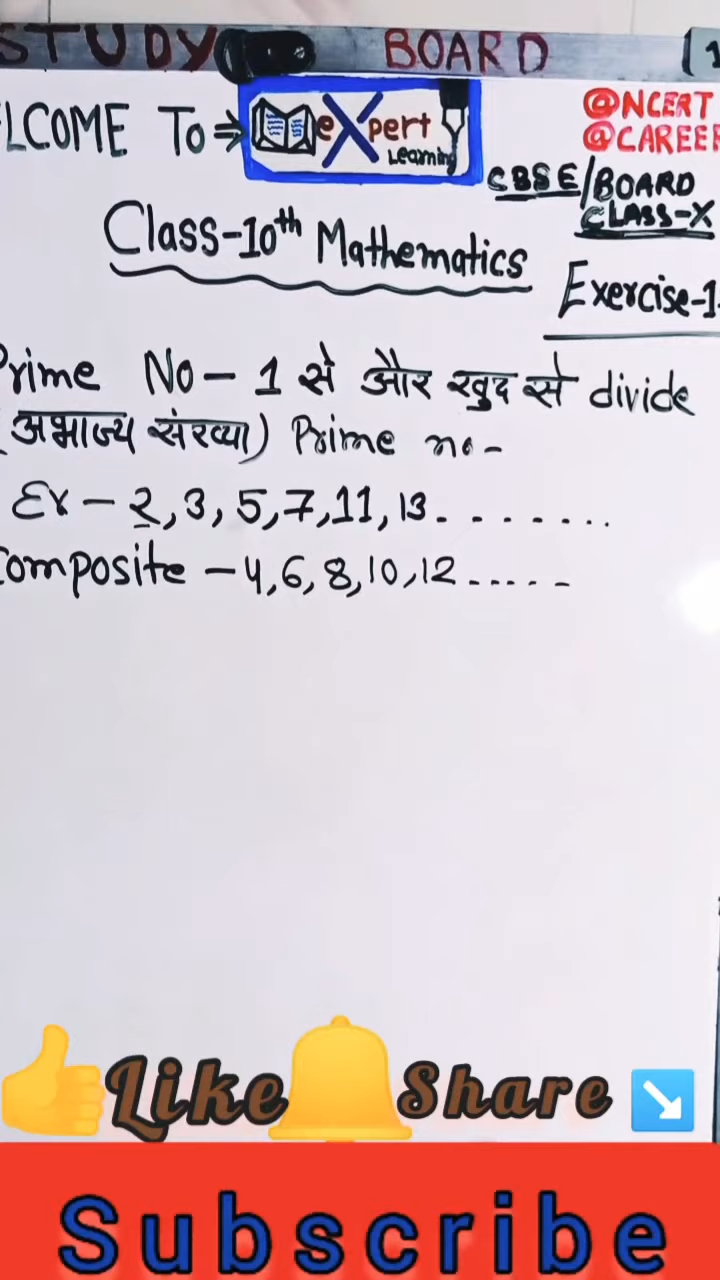 STUDY BOARD
LCOME To ⇒ eXpert Learning
@NCERT
@CAREER
CBSE/BOARD
CLASS-X
Class-10th Mathematics
Exercise-1
Prime No - 1 से और खुद से divide
(अभाज्य संख्या) Prime no -
Ex - 2, 3, 5, 7, 11, 13.......
Composite - 4, 6, 8, 10, 12.....
Like Share
Subscribe